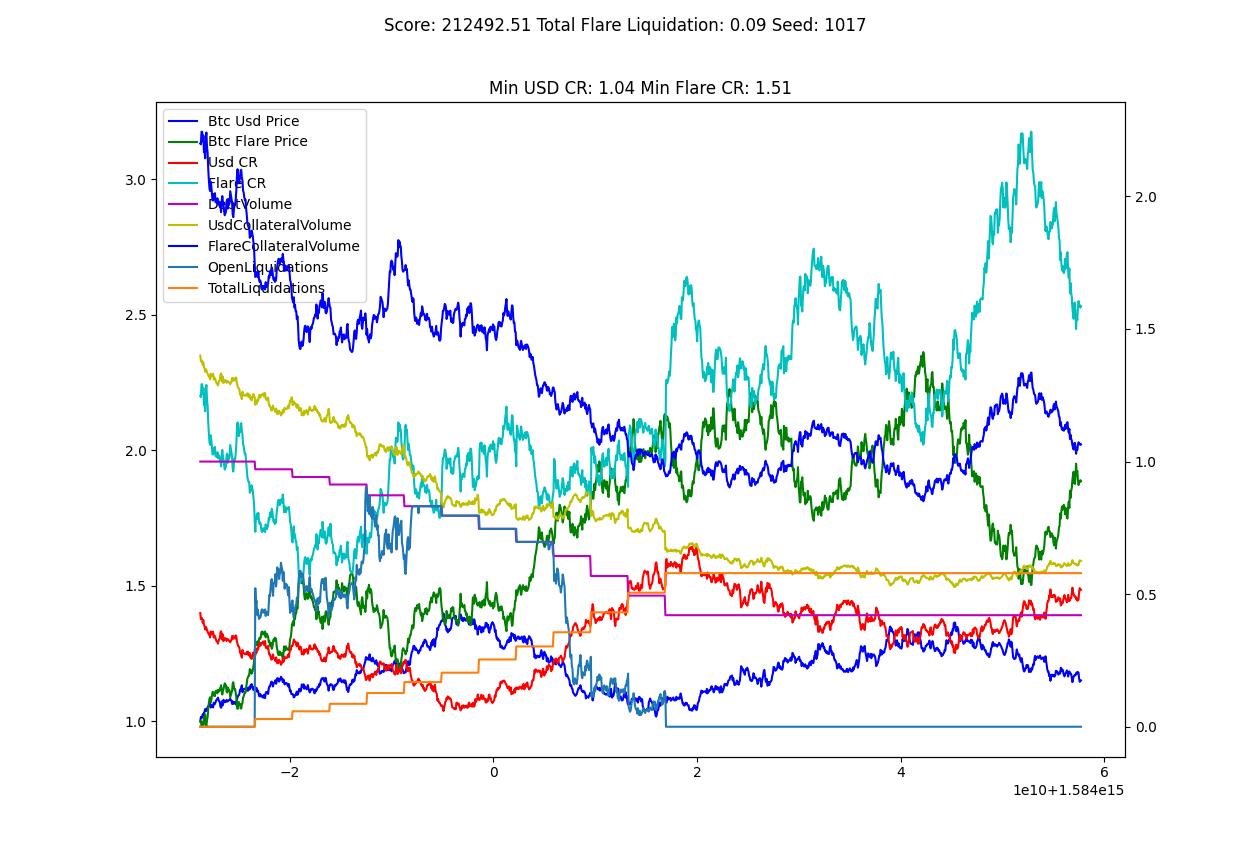 Score: 212492.51 Total Flare Liquidation: 0.09 Seed: 1017
Min USD CR: 1.04 Min Flare CR: 1.51
Btc Usd Price
Btc Flare Price
Usd CR
Flare CR
DebtVolume
UsdCollateralVolume
FlareCollateralVolume
OpenLiquidations
TotalLiquidations
3.0
2.5
2.0
1.5
1.0
2.0
1.5
1.0
0.5
0.0
−2
0
2
4
6
1e10+1.584e15